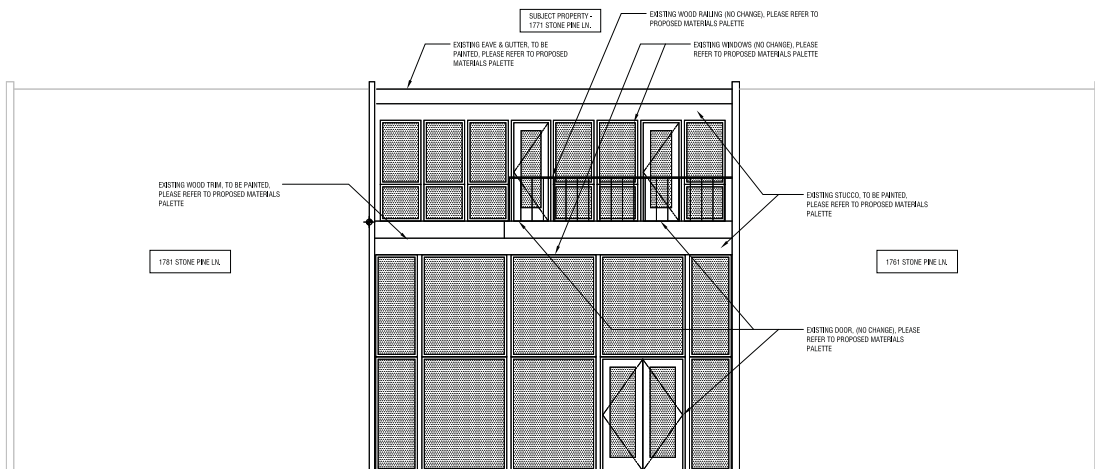 SUBJECT PROPERTY -
1771 STONE PINE LN.
EXISTING WOOD RAILING (NO CHANGE), PLEASE REFER TO
PROPOSED MATERIALS PALETTE
EXISTING EAVE & GUTTER, TO BE
PAINTED, PLEASE REFER TO PROPOSED
MATERIALS PALETTE
EXISTING WINDOWS (NO CHANGE), PLEASE
REFER TO PROPOSED MATERIALS PALETTE
EXISTING WOOD TRIM, TO BE PAINTED,
PLEASE REFER TO PROPOSED MATERIALS
PALETTE
EXISTING STUCCO, TO BE PAINTED,
PLEASE REFER TO PROPOSED MATERIALS
PALETTE
1781 STONE PINE LN.
1761 STONE PINE LN.
EXISTING DOOR, (NO CHANGE), PLEASE
REFER TO PROPOSED MATERIALS
PALETTE